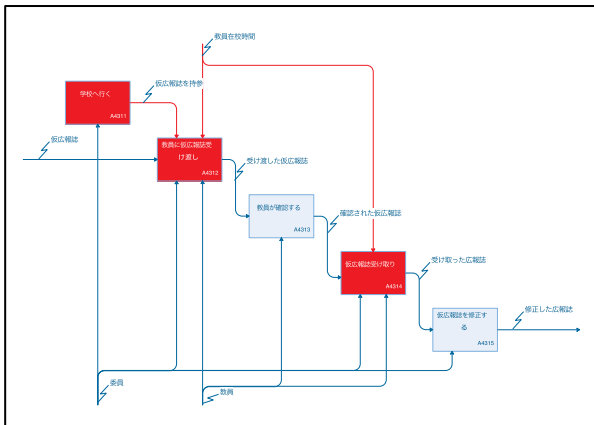 教員在校時間
学校へ行く
A4311
仮広報誌を持参
仮広報誌
教員に仮広報誌受
け渡し
A4312
受け渡した仮広報誌
教員が確認する
A4313
確認された仮広報誌
仮広報誌受け取り
A4314
受け取った広報誌
仮広報誌を修正す
る
A4315
修正した広報誌
委員
教員